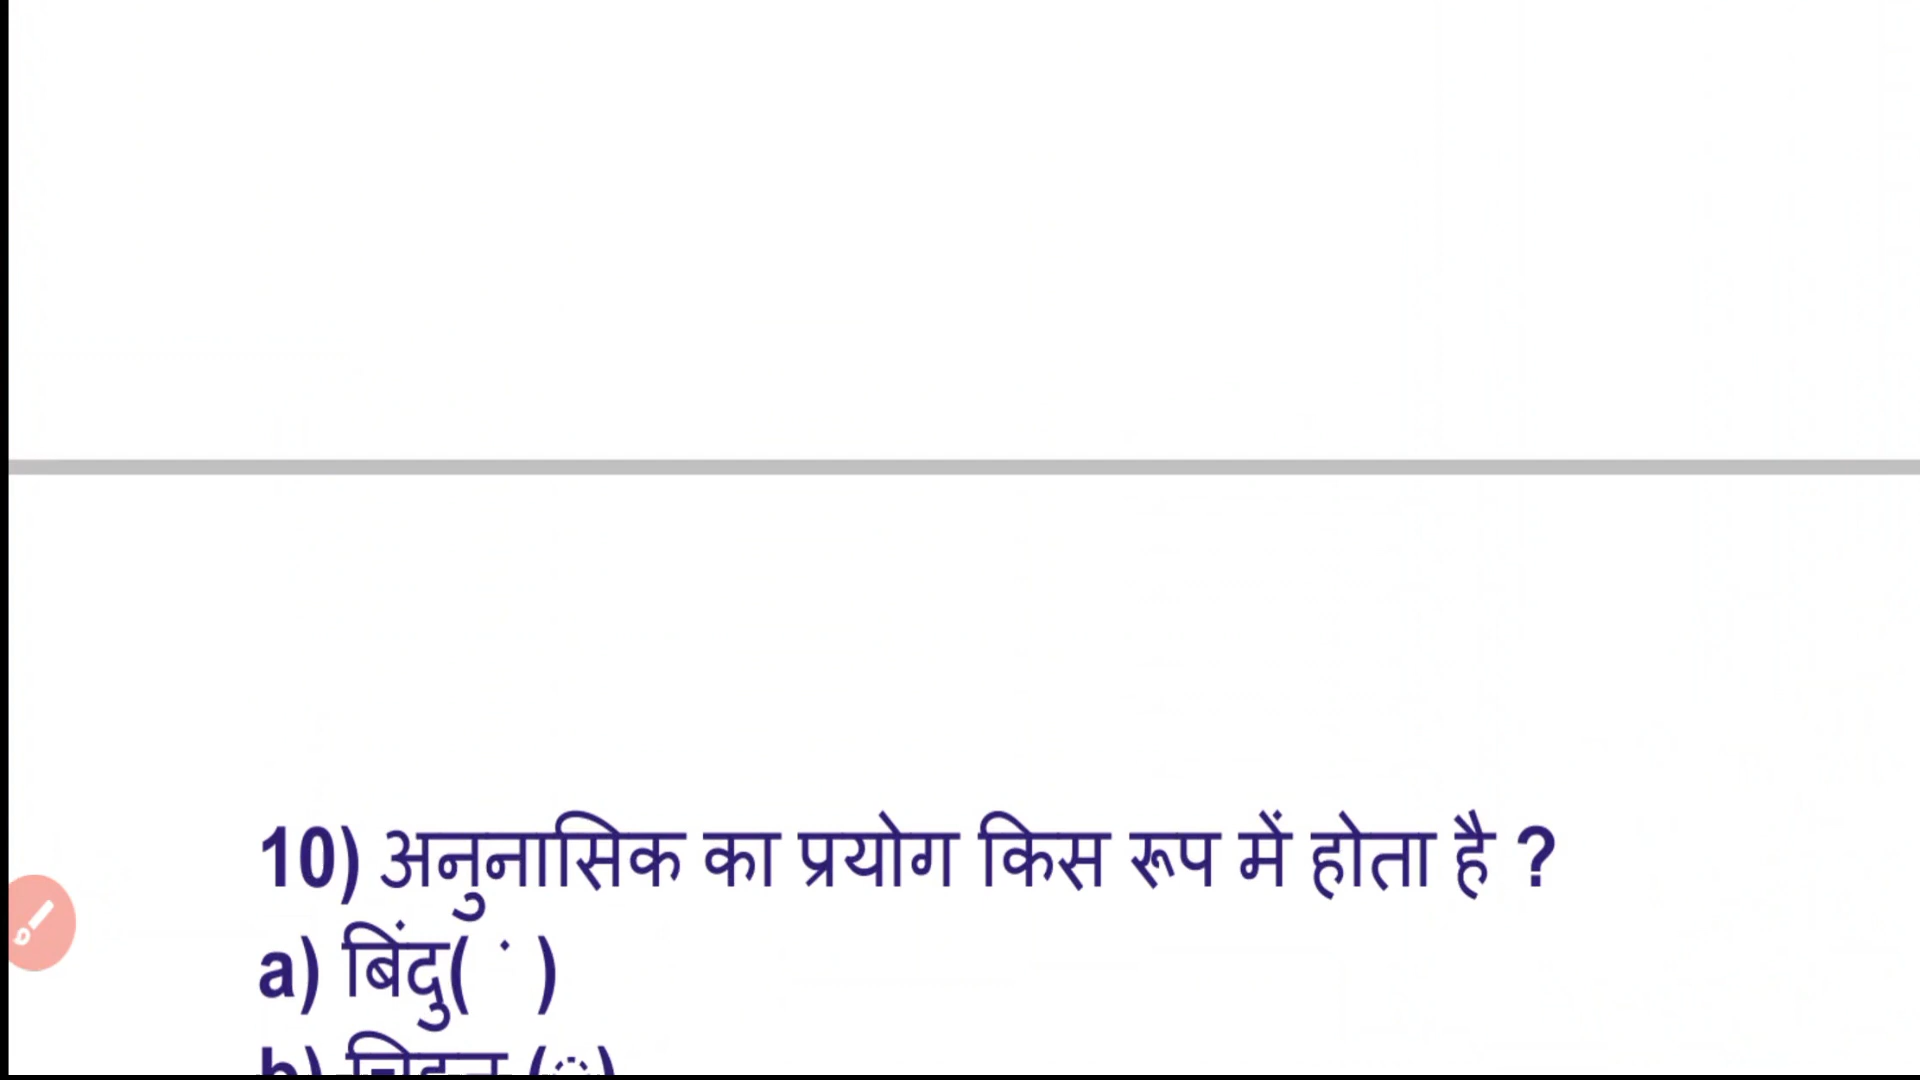 10) अनुनासिक का प्रयोग किस रूप में होता है ?
a) बिंदु( ं )
b)